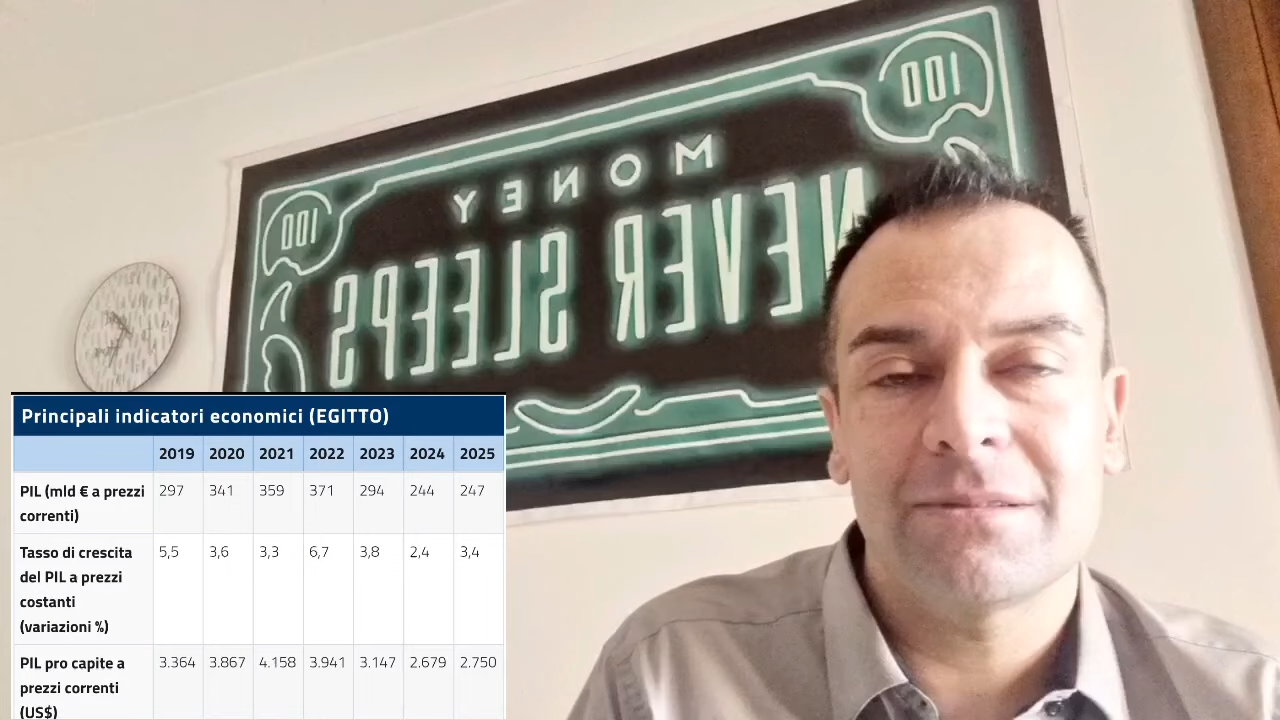 100
MONEY
NEVER SLEEPS
100
Principali indicatori economici (EGITTO)
2019 2020 2021 2022 2023 2024 2025
PIL (mld € a prezzi correnti) 297 341 359 371 294 244 247
Tasso di crescita del PIL a prezzi costanti (variazioni %) 5,5 3,6 3,3 6,7 3,8 2,4 3,4
PIL pro capite a prezzi correnti (US$) 3.364 3.867 4.158 3.941 3.147 2.679 2.750